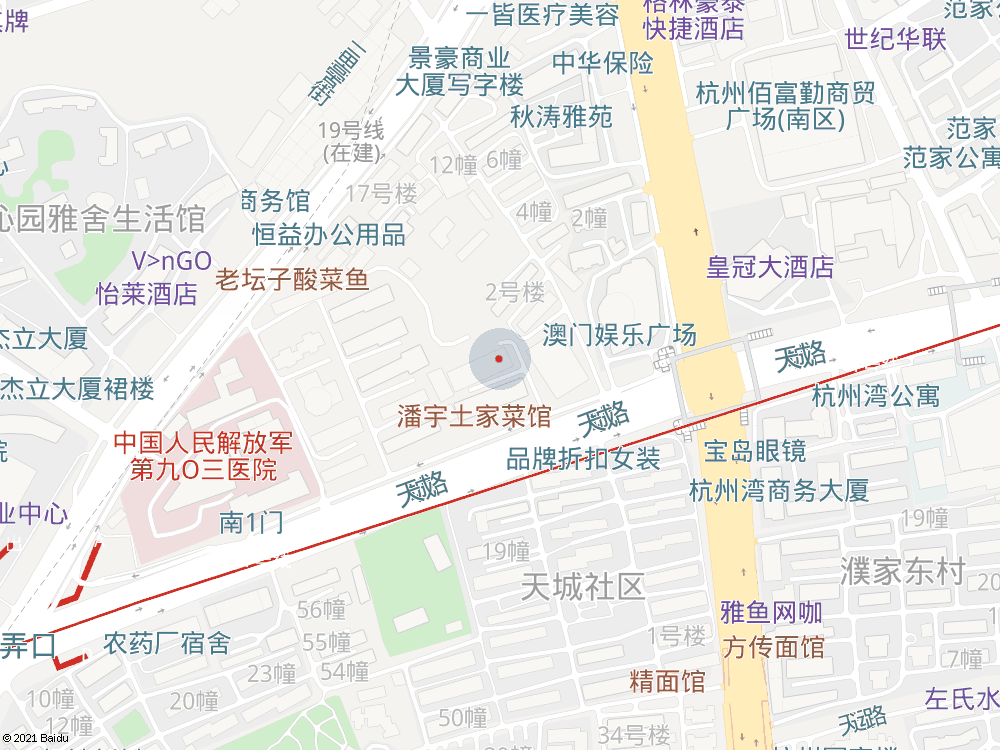 棋牌
一皆医疗美容
格林豪泰
快捷酒店
范家
世纪华联
景豪商业
大厦写字楼
中华保险
二里亭街
杭州佰富勤商贸
广场(南区)
秋涛雅苑
19号线
(在建)
范家
范家公寓
12幢
6幢
心
17号楼
商务馆
沁园雅舍生活馆
恒益办公用品
4幢
2幢
V>nGO
怡莱酒店
老坛子酸菜鱼
皇冠大酒店
2号楼
杰立大厦
澳门娱乐广场
天城路
杰立大厦裙楼
杭州湾公寓
潘宇土家菜馆
天城路
中国人民解放军
第九O三医院
院
品牌折扣女装
宝岛眼镜
天城路
杭州湾商务大厦
业中心
南1门
19幢
19幢
天城社区
濮家东村
20
56幢
雅鱼网咖
弄口
农药厂宿舍
55幢
1号楼
方传面馆
7幢
23幢
54幢
精面馆
10幢
20幢
左氏水
12幢
50幢
天运路
34号楼
© 2021 Baidu